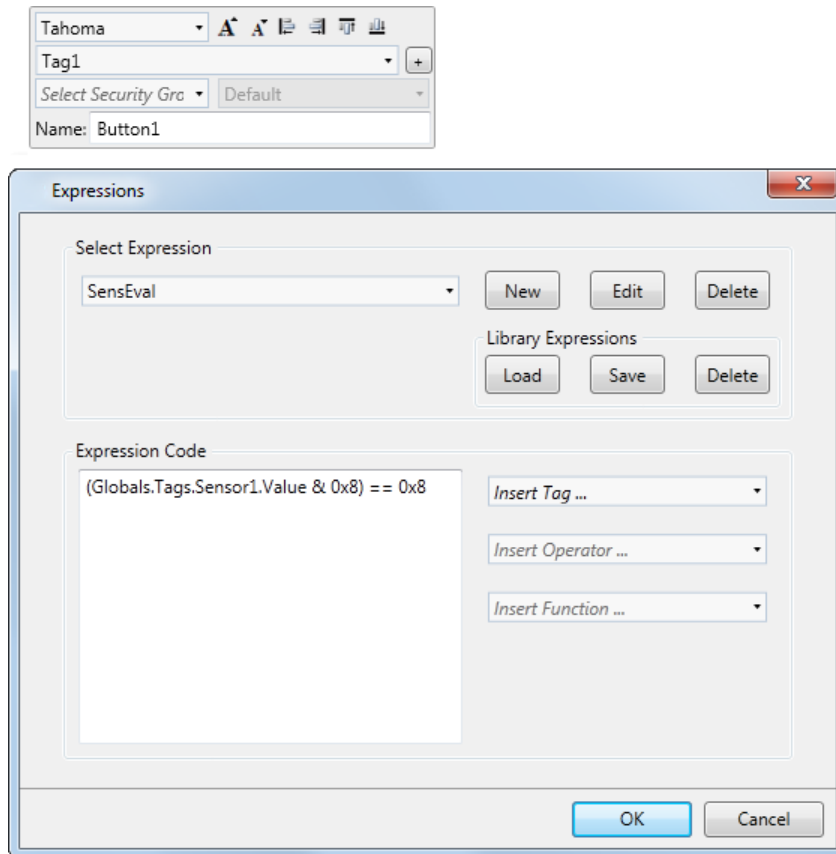 Tahoma
Tag1
+
Select Security Grc
Default
Name: Button1
Expressions
Select Expression
SensEval
New Edit Delete
Library Expressions
Load Save Delete
Expression Code
(Globals.Tags.Sensor1.Value & 0x8) == 0x8
Insert Tag ...
Insert Operator ...
Insert Function ...
OK Cancel